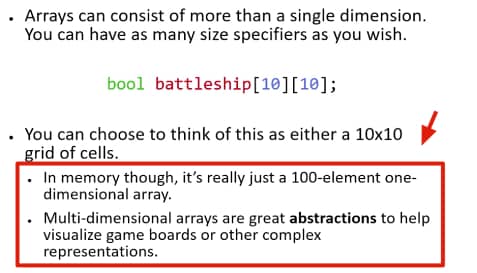 • Arrays can consist of more than a single dimension.
You can have as many size specifiers as you wish.
bool battleship[10][10];
• You can choose to think of this as either a 10x10
grid of cells.
• In memory though, it's really just a 100-element one-
dimensional array.
• Multi-dimensional arrays are great abstractions to help
visualize game boards or other complex
representations.